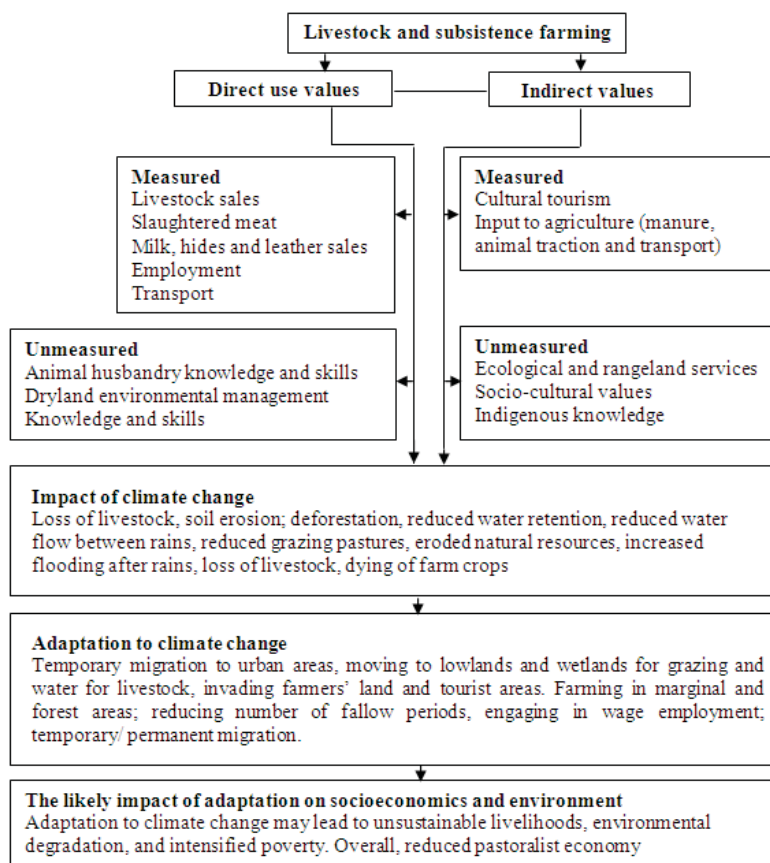 Livestock and subsistence farming
Direct use values
Indirect values
Measured
Livestock sales
Slaughtered meat
Milk, hides and leather sales
Employment
Transport
Measured
Cultural tourism
Input to agriculture (manure,
animal traction and transport)
Unmeasured
Animal husbandry knowledge and skills
Dryland environmental management
Knowledge and skills
Unmeasured
Ecological and rangeland services
Socio-cultural values
Indigenous knowledge
Impact of climate change
Loss of livestock, soil erosion; deforestation, reduced water retention, reduced water
flow between rains, reduced grazing pastures, eroded natural resources, increased
flooding after rains, loss of livestock, dying of farm crops
Adaptation to climate change
Temporary migration to urban areas, moving to lowlands and wetlands for grazing and
water for livestock, invading farmers’ land and tourist areas. Farming in marginal and
forest areas; reducing number of fallow periods, engaging in wage employment;
temporary/ permanent migration.
The likely impact of adaptation on socioeconomics and environment
Adaptation to climate change may lead to unsustainable livelihoods, environmental
degradation, and intensified poverty. Overall, reduced pastoralist economy